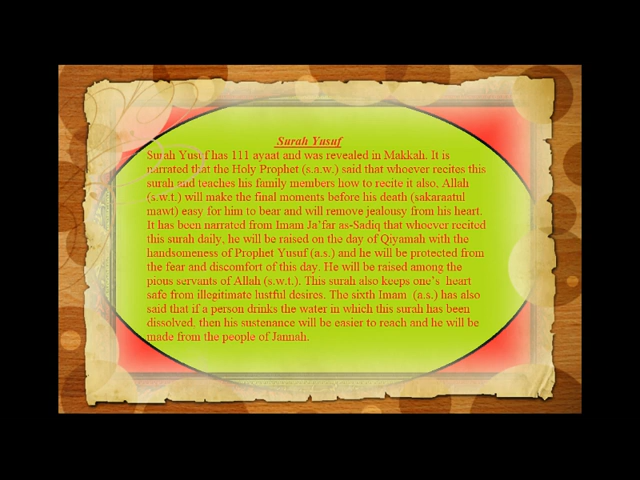 Surah Yusuf
Surah Yusuf has 111 ayaat and was revealed in Makkah. It is
narrated that the Holy Prophet (s.a.w.) said that whoever recites this
surah and teaches his family members how to recite it also, Allah
(s.w.t.) will make the final moments before his death (sakaraatul
mawt) easy for him to bear and will remove jealousy from his heart.
It has been narrated from Imam Ja'far as-Sadiq that whoever recited
this surah daily, he will be raised on the day of Qiyamah with the
handsomeness of Prophet Yusuf (a.s.) and he will be protected from
the fear and discomfort of this day. He will be raised among the
pious servants of Allah (s.w.t.). This surah also keeps one's heart
safe from illegitimate lustful desires. The sixth Imam (a.s.) has also
said that if a person drinks the water in which this surah has been
dissolved, then his sustenance will be easier to reach and he will be
made from the people of Jannah.